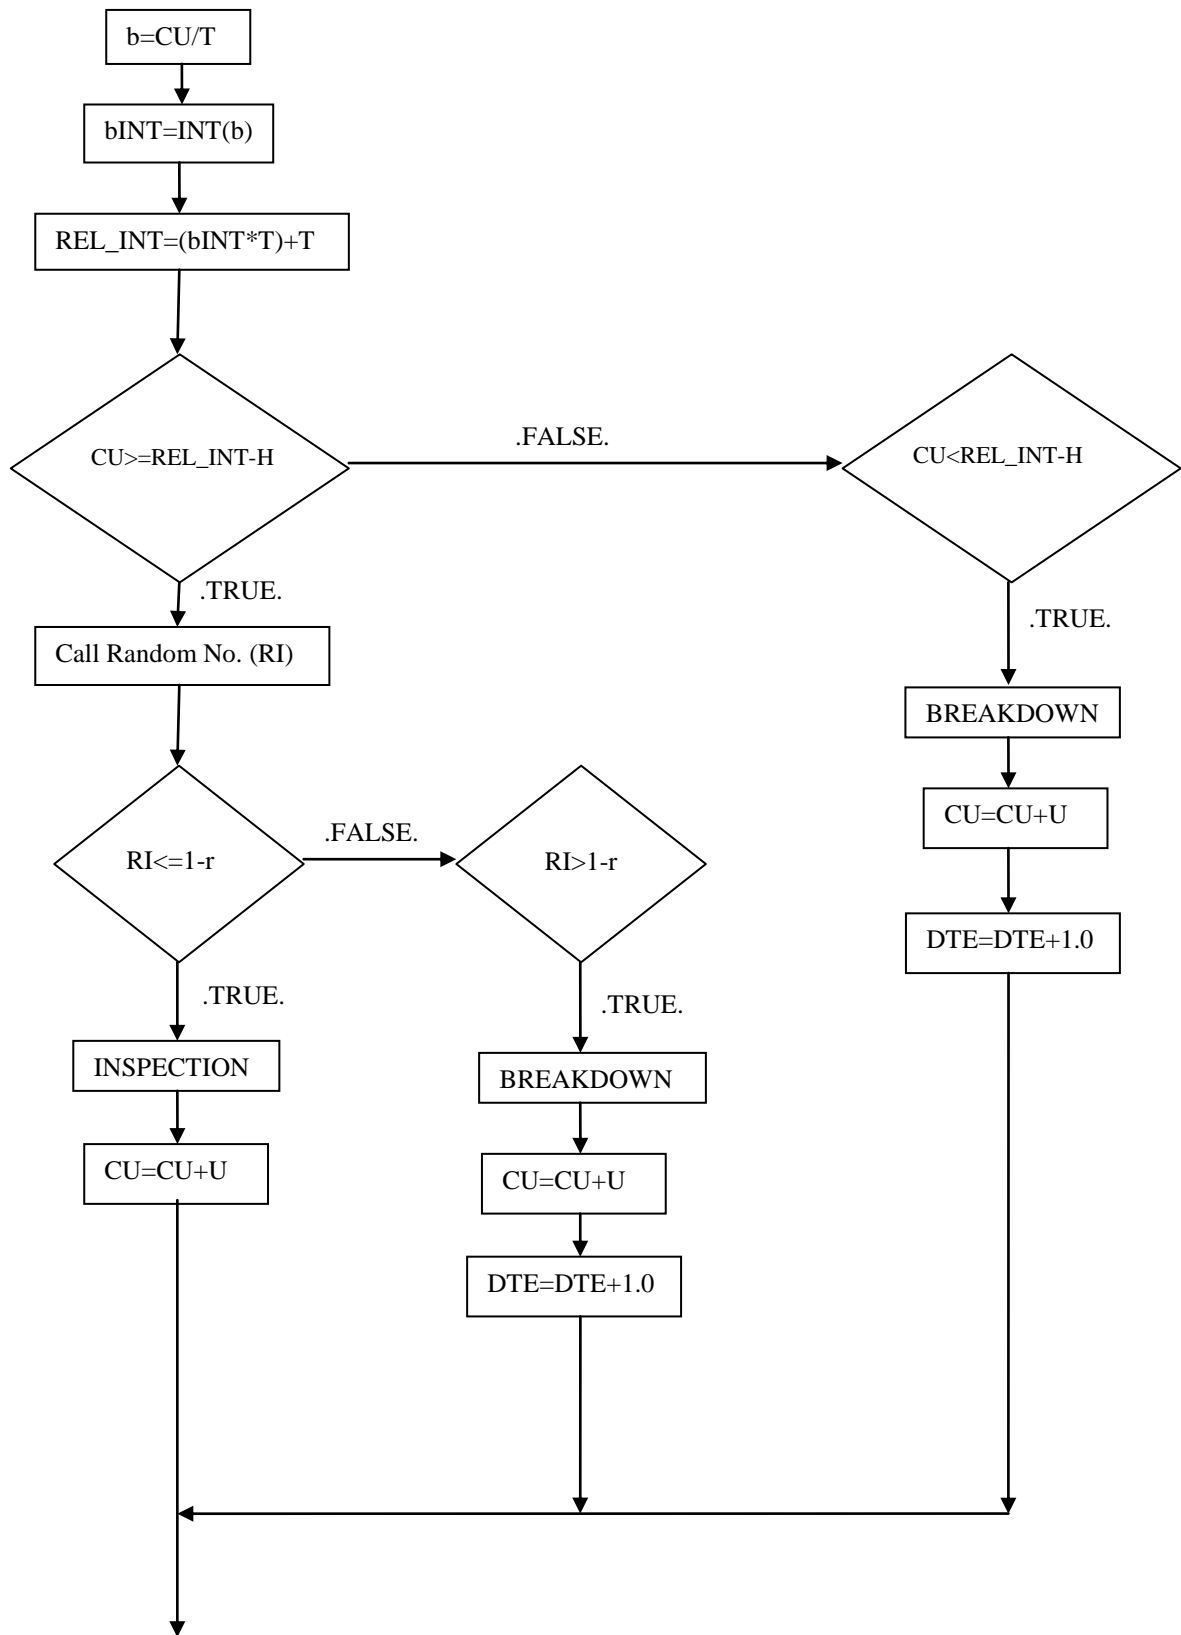 b=CU/T
bINT=INT(b)
REL_INT=(bINT*T)+T
CU>=REL_INT-H
.FALSE.
CU<REL_INT-H
.TRUE.
.TRUE.
Call Random No. (RI)
BREAKDOWN
CU=CU+U
.FALSE.
RI<=1-r
RI>1-r
DTE=DTE+1.0
.TRUE.
.TRUE.
INSPECTION
BREAKDOWN
CU=CU+U
CU=CU+U
DTE=DTE+1.0